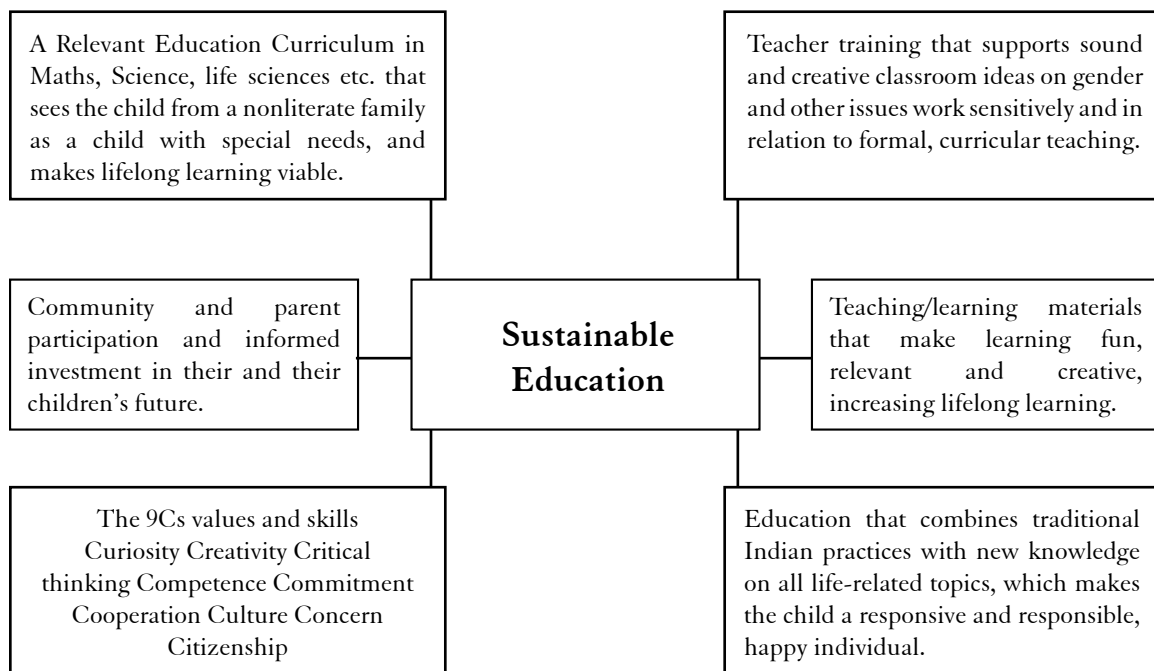 A Relevant Education Curriculum in
Maths, Science, life sciences etc. that
sees the child from a nonliterate family
as a child with special needs, and
makes lifelong learning viable.
Teacher training that supports sound
and creative classroom ideas on gender
and other issues work sensitively and in
relation to formal, curricular teaching.
Community and parent
participation and informed
investment in their and their
children’s future.
Sustainable
Education
Teaching/learning materials
that make learning fun,
relevant and creative,
increasing lifelong learning.
The 9Cs values and skills
Curiosity Creativity Critical
thinking Competence Commitment
Cooperation Culture Concern
Citizenship
Education that combines traditional
Indian practices with new knowledge
on all life-related topics, which makes
the child a responsive and responsible,
happy individual.